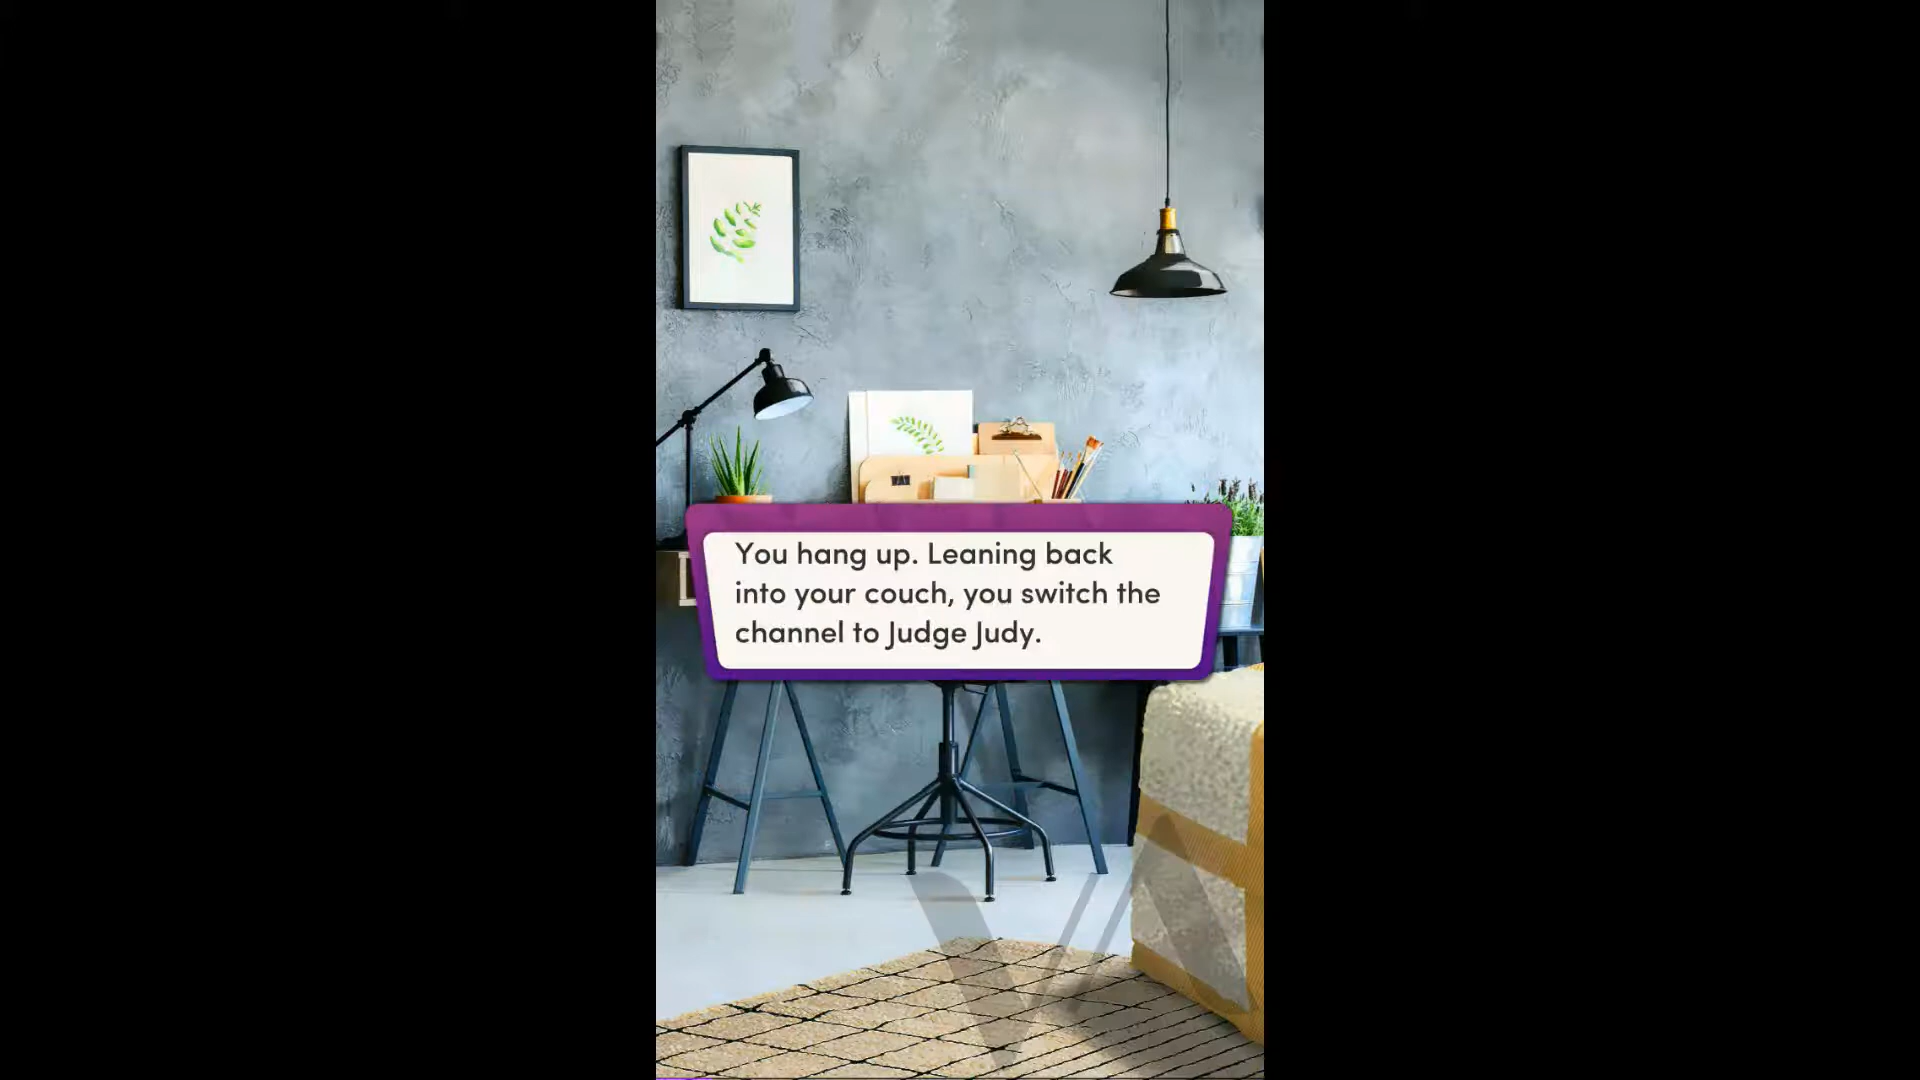 You hang up. Leaning back
into your couch, you switch the
channel to Judge Judy.